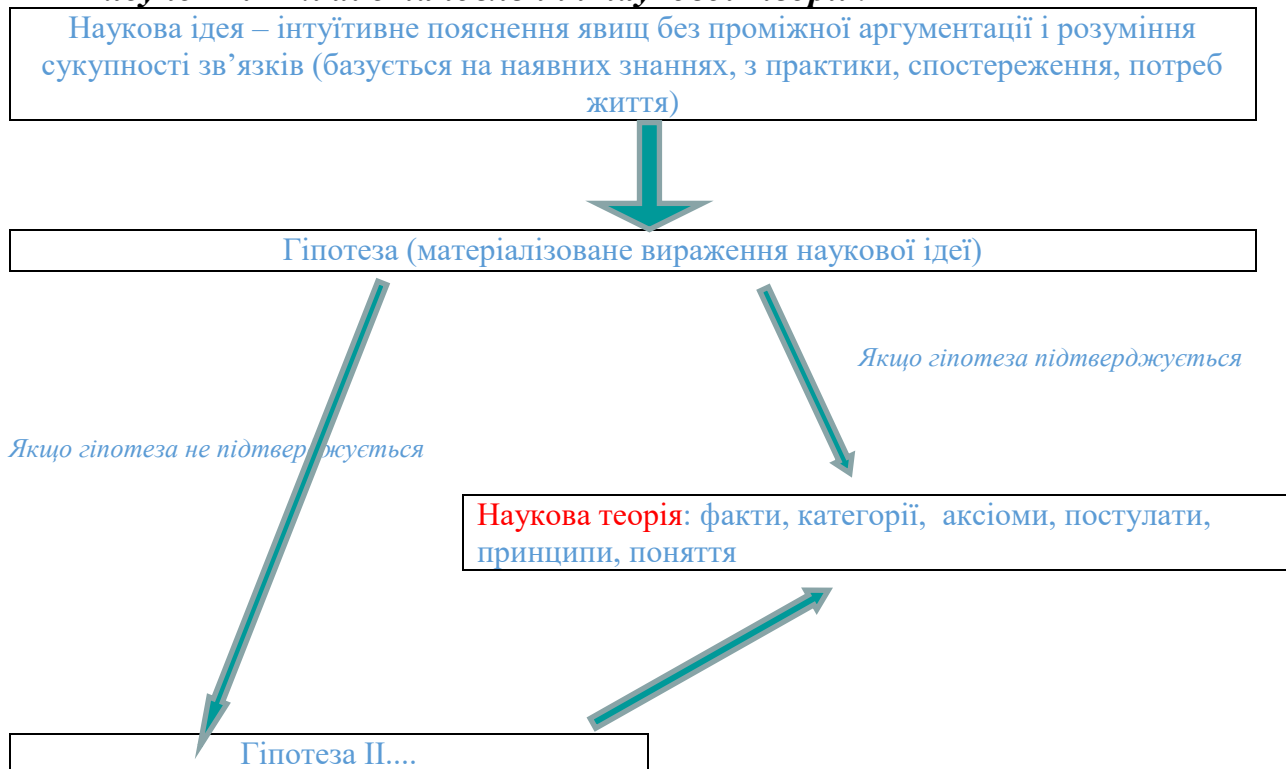 Наукова ідея – інтуїтивне пояснення явищ без проміжної аргументації і розуміння
сукупності зв’язків (базується на наявних знаннях, з практики, спостереження, потреб
життя)
Гіпотеза (матеріалізоване вираження наукової ідеї)
Якщо гіпотеза підтверджується
Якщо гіпотеза не підтверджується
Наукова теорія: факти, категорії, аксіоми, постулати,
принципи, поняття
Гіпотеза ІІ....